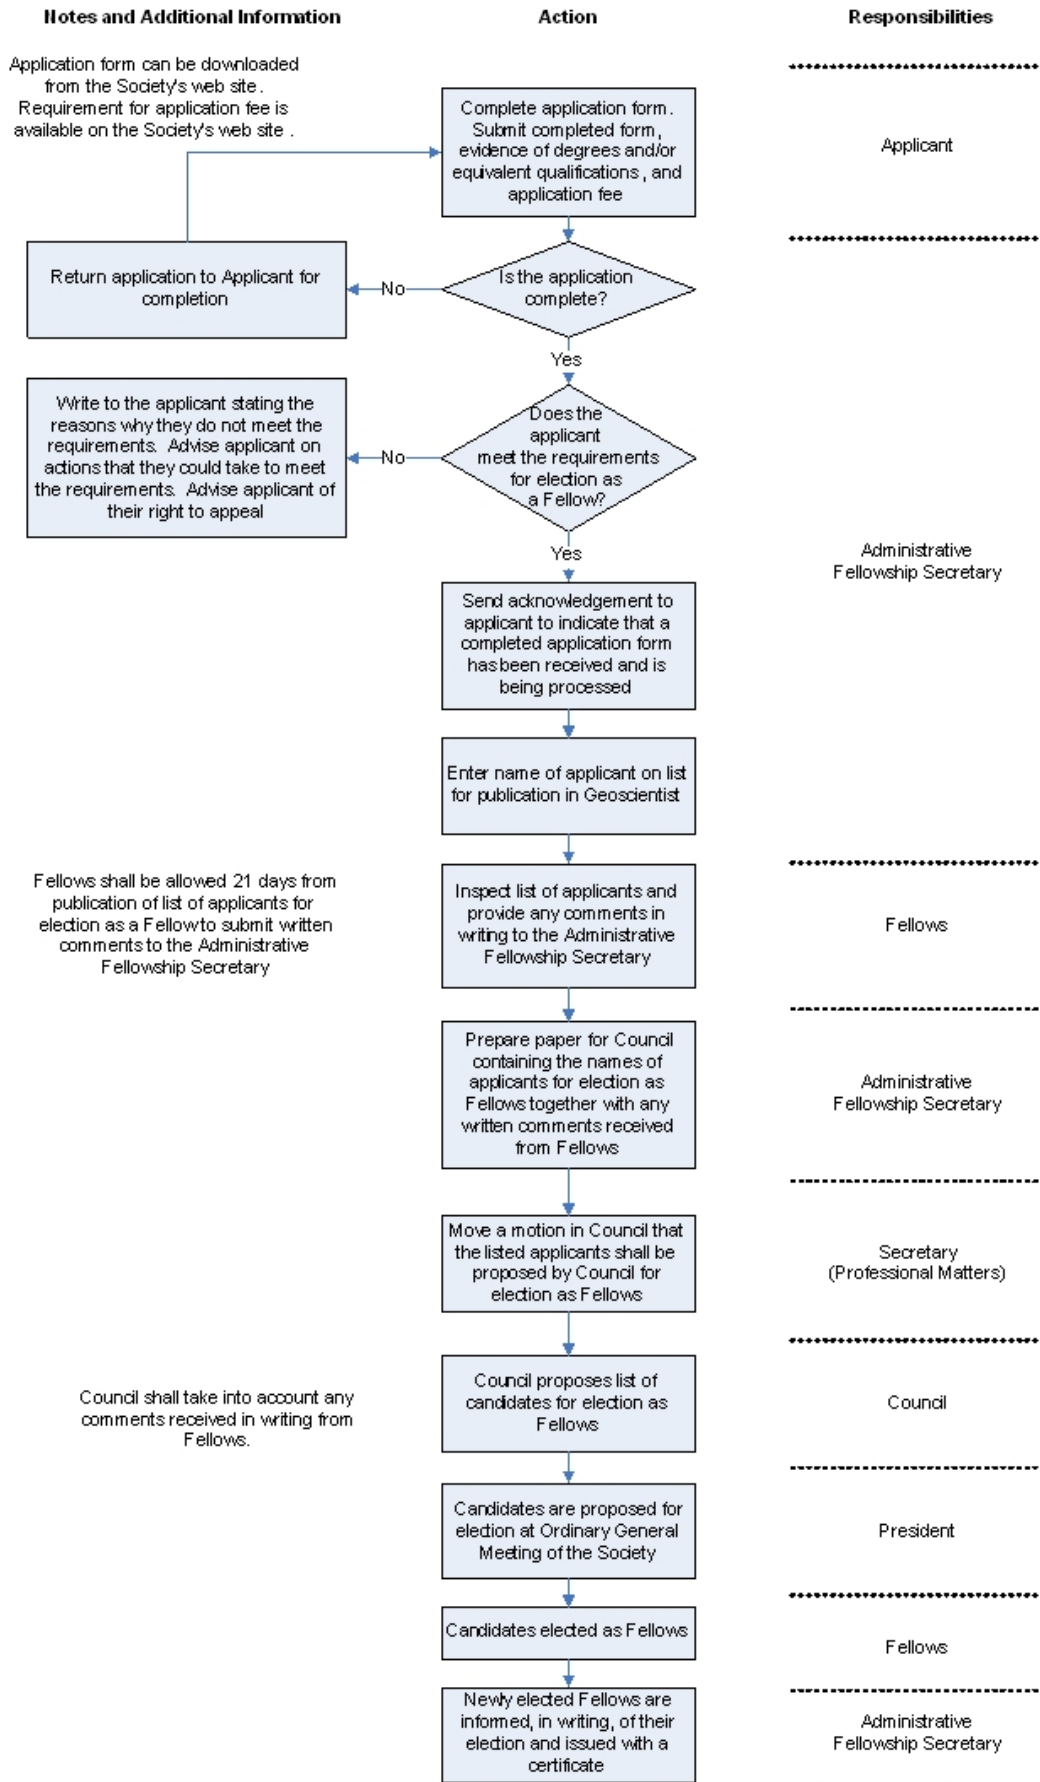 Notes and Additional Information
Action
Responsibilities
Application form can be downloaded
from the Society's web site.
Requirement for application fee is
available on the Society's web site.
Complete application form.
Submit completed form,
evidence of degrees and/or
equivalent qualifications, and
application fee
Applicant
Return application to Applicant for
completion
No
Is the application
complete?
Yes
Write to the applicant stating the
reasons why they do not meet the
requirements. Advise applicant on
actions that they could take to meet
the requirements. Advise applicant of
their right to appeal
No
Does the
applicant
meet the requirements
for election as
a Fellow?
Yes
Administrative
Fellowship Secretary
Send acknowledgement to
applicant to indicate that a
completed application form
has been received and is
being processed
Enter name of applicant on list
for publication in Geoscientist
Fellows shall be allowed 21 days from
publication of list of applicants for
election as a Fellow to submit written
comments to the Administrative
Fellowship Secretary
Inspect list of applicants and
provide any comments in
writing to the Administrative
Fellowship Secretary
Fellows
Prepare paper for Council
containing the names of
applicants for election as
Fellows together with any
written comments received
from Fellows
Administrative
Fellowship Secretary
Move a motion in Council that
the listed applicants shall be
proposed by Council for
election as Fellows
Secretary
(Professional Matters)
Council shall take into account any
comments received in writing from
Fellows.
Council proposes list of
candidates for election as
Fellows
Council
Candidates are proposed for
election at Ordinary General
Meeting of the Society
President
Candidates elected as Fellows
Fellows
Newly elected Fellows are
informed, in writing, of their
election and issued with a
certificate
Administrative
Fellowship Secretary